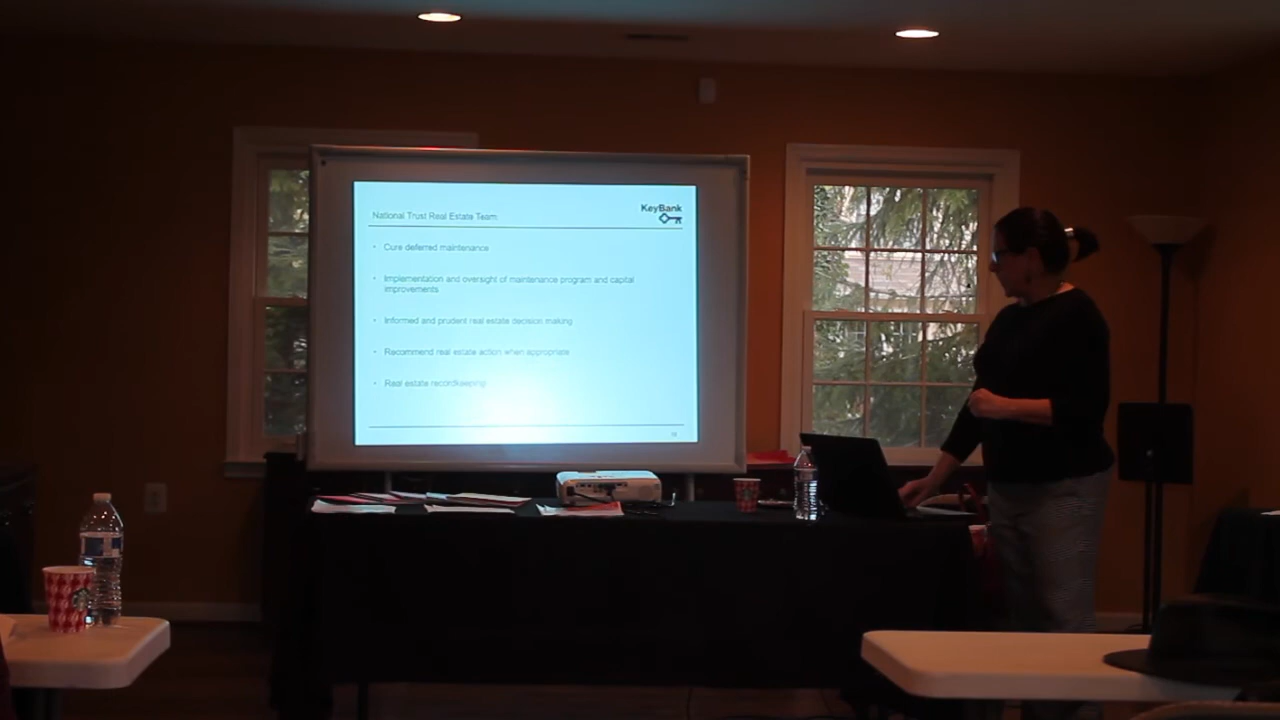 KeyBank
National Trust Real Estate Team:
• Cure deferred maintenance
• Implementation and oversight of maintenance program and capital
improvements
• Informed and prudent real estate decision making
• Recommend real estate action when appropriate
• Real estate recordkeeping